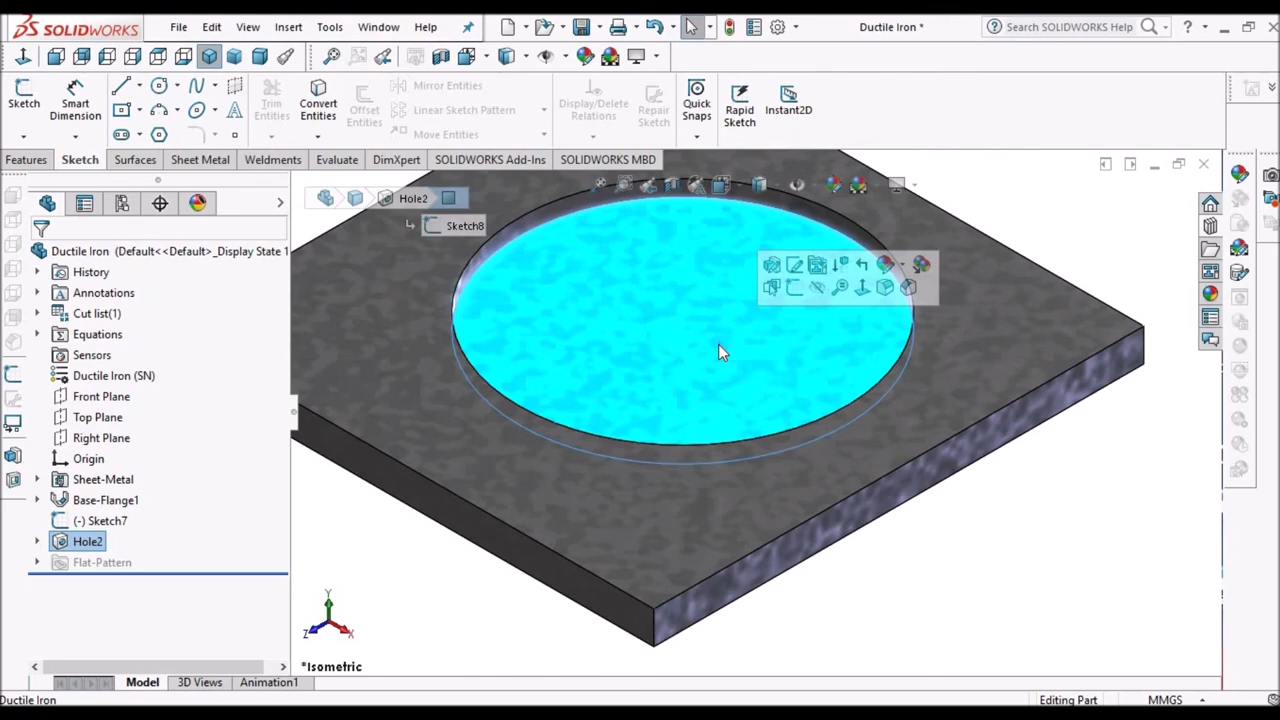 SOLIDWORKS File Edit View Insert Tools Window Help Ductile Iron * Search SOLIDWORKS Help
Sketch Smart Dimension Trim Entities Convert Entities Offset Entities Mirror Entities Linear Sketch Pattern Move Entities Display/Delete Relations Repair Sketch Quick Snaps Rapid Sketch Instant2D
Features Sketch Surfaces Sheet Metal Weldments Evaluate DimXpert SOLIDWORKS Add-Ins SOLIDWORKS MBD
Hole2
Sketch8
Ductile Iron (Default<<Default>_Display State 1
History
Annotations
Cut list(1)
Equations
Sensors
Ductile Iron (SN)
Front Plane
Top Plane
Right Plane
Origin
Sheet-Metal
Base-Flange1
(-) Sketch7
Hole2
Flat-Pattern
Y
Z X
*Isometric
Model 3D Views Animation1
Ductile Iron Editing Part MMGS